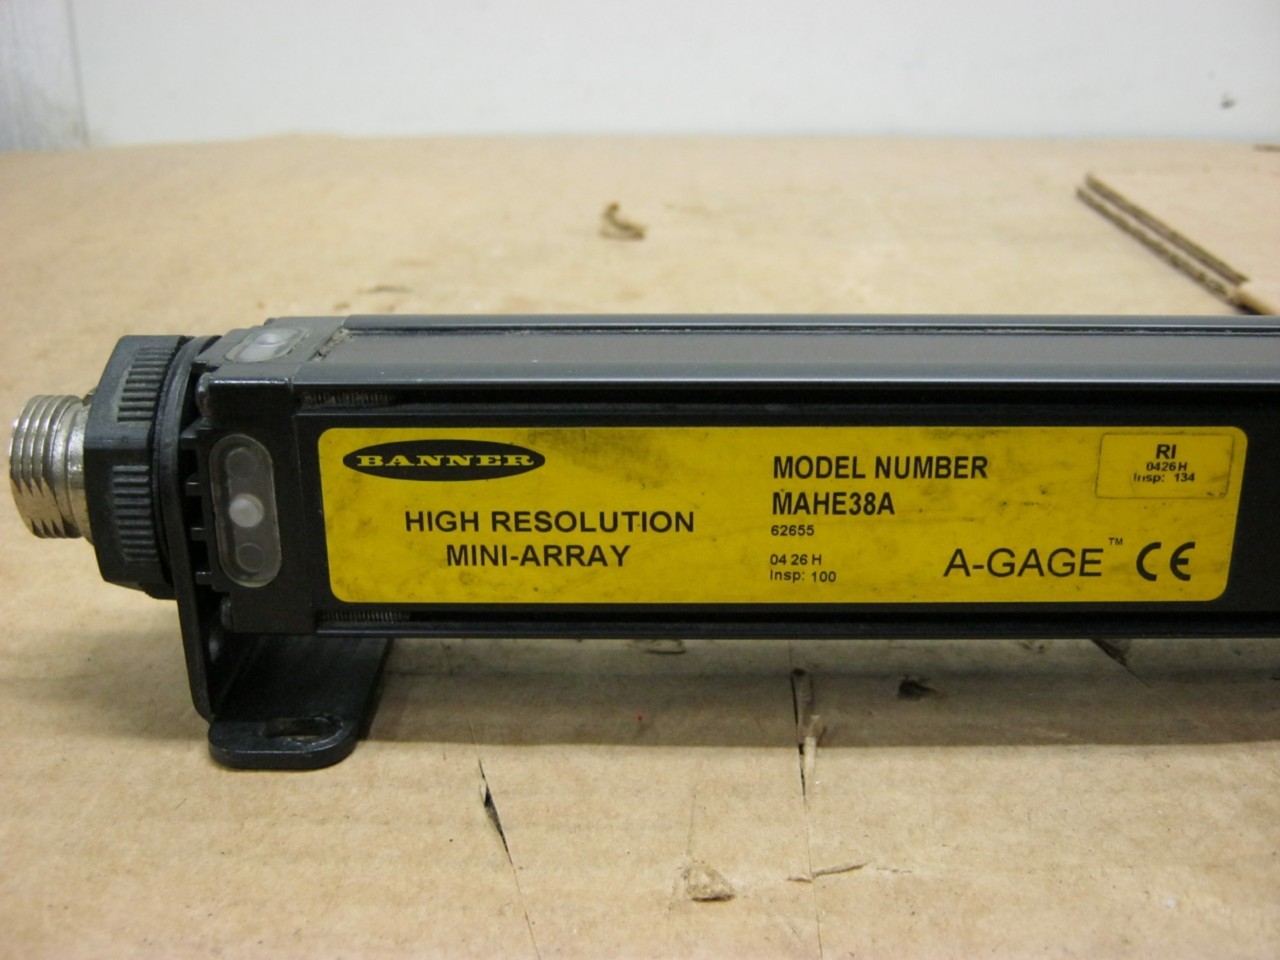 BANNER
HIGH RESOLUTION
MINI-ARRAY
MODEL NUMBER
MAHE38A
62655
04 26 H
Insp: 100
A-GAGE™ CE
RI
0426 H
Insp: 134